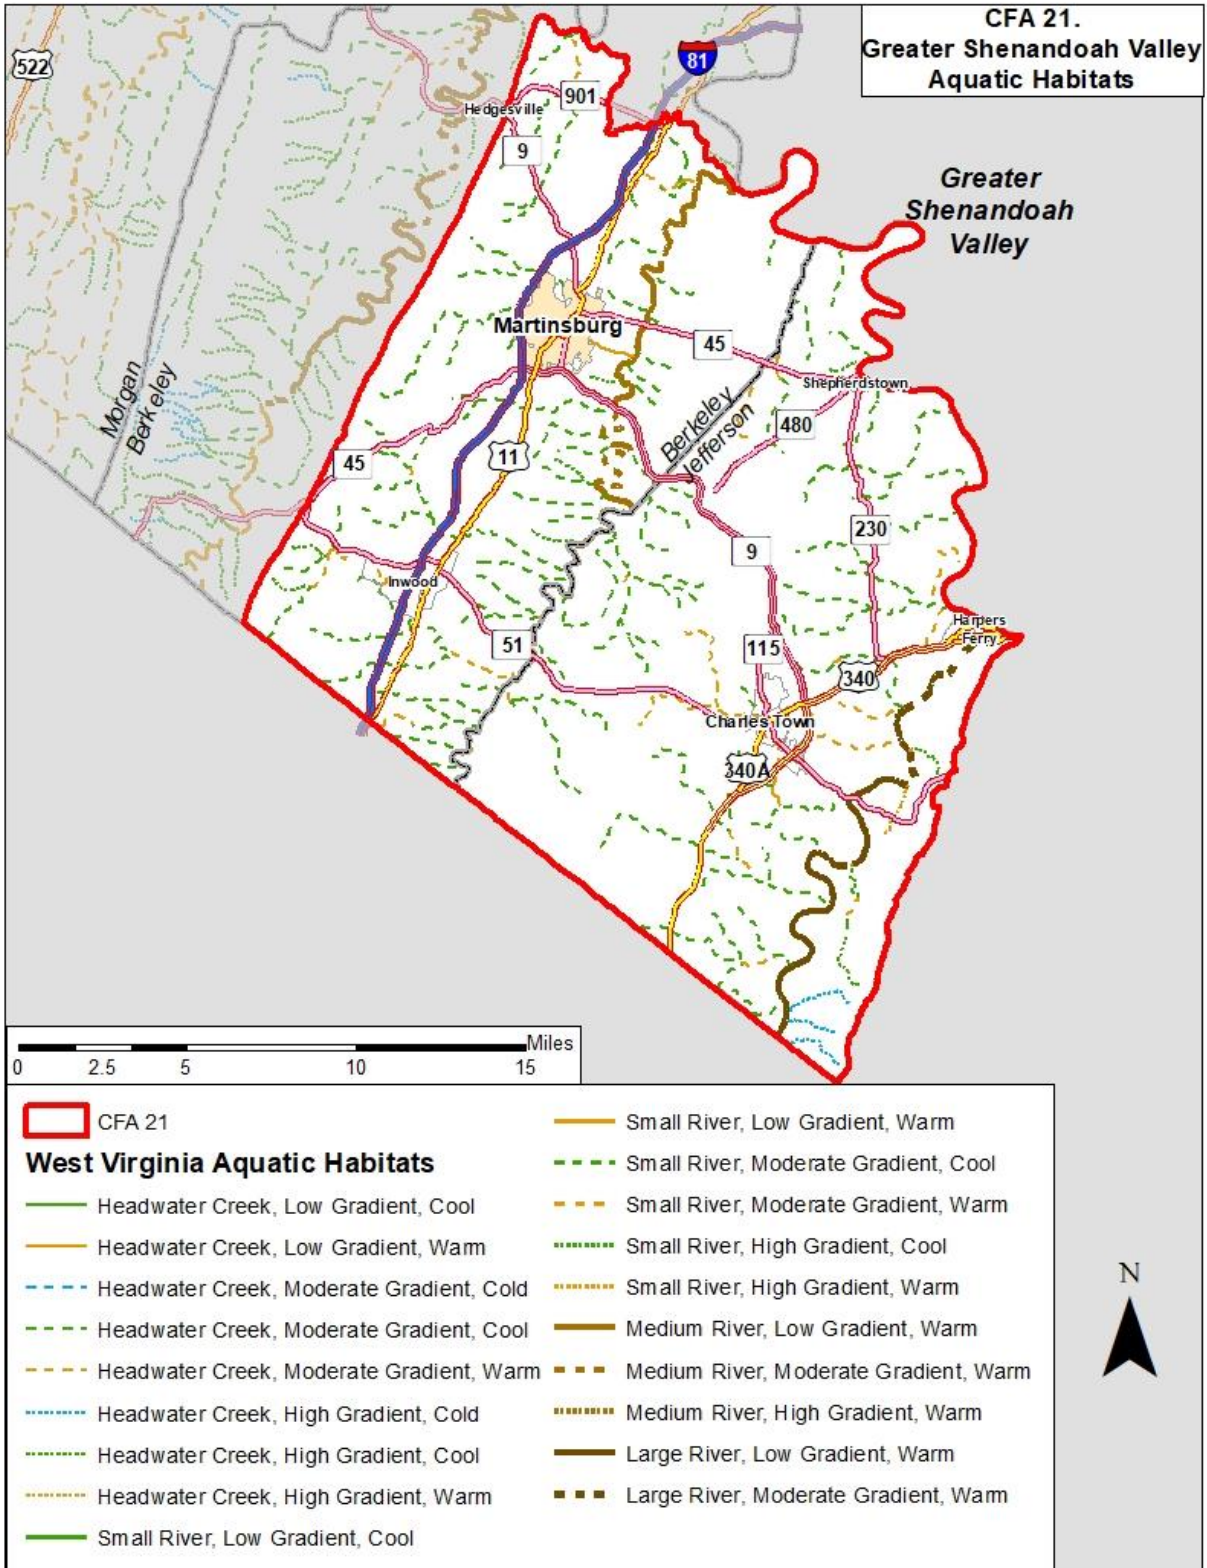 CFA 21.
Greater Shenandoah Valley
Aquatic Habitats
522
81
901
Hedgesville
9
Greater
Shenandoah
Valley
Martinsburg
45
Shepherdstown
Morgan
Berkeley
Berkeley
Jefferson
480
11
45
230
9
Inwood
51
115
Harpers
Ferry
340
Charles Town
340A
Miles
0 2.5 5 10 15
CFA 21
West Virginia Aquatic Habitats
Headwater Creek, Low Gradient, Cool
Headwater Creek, Low Gradient, Warm
Headwater Creek, Moderate Gradient, Cold
Headwater Creek, Moderate Gradient, Cool
Headwater Creek, Moderate Gradient, Warm
Headwater Creek, High Gradient, Cold
Headwater Creek, High Gradient, Cool
Headwater Creek, High Gradient, Warm
Small River, Low Gradient, Cool
Small River, Low Gradient, Warm
Small River, Moderate Gradient, Cool
Small River, Moderate Gradient, Warm
Small River, High Gradient, Cool
Small River, High Gradient, Warm
Medium River, Low Gradient, Warm
Medium River, Moderate Gradient, Warm
Medium River, High Gradient, Warm
Large River, Low Gradient, Warm
Large River, Moderate Gradient, Warm
N